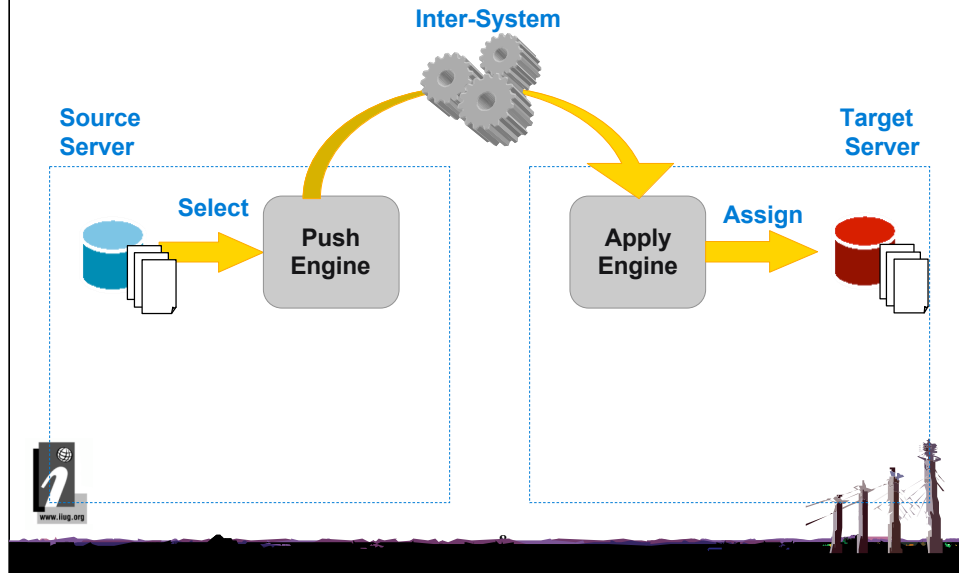 Inter-System
Source
Server
Target
Server
Select
Push
Engine
Apply
Engine
Assign
www.iiug.org